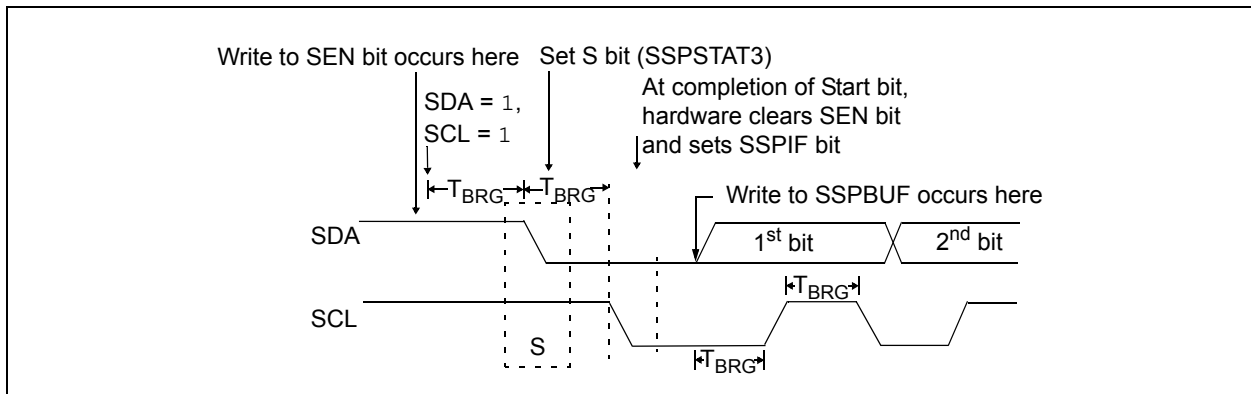 Write to SEN bit occurs here
Set S bit (SSPSTAT3)
At completion of Start bit,
hardware clears SEN bit
and sets SSPIF bit
SDA = 1,
SCL = 1
TBRG
TBRG
Write to SSPBUF occurs here
SDA
1st bit
2nd bit
TBRG
SCL
S
TBRG